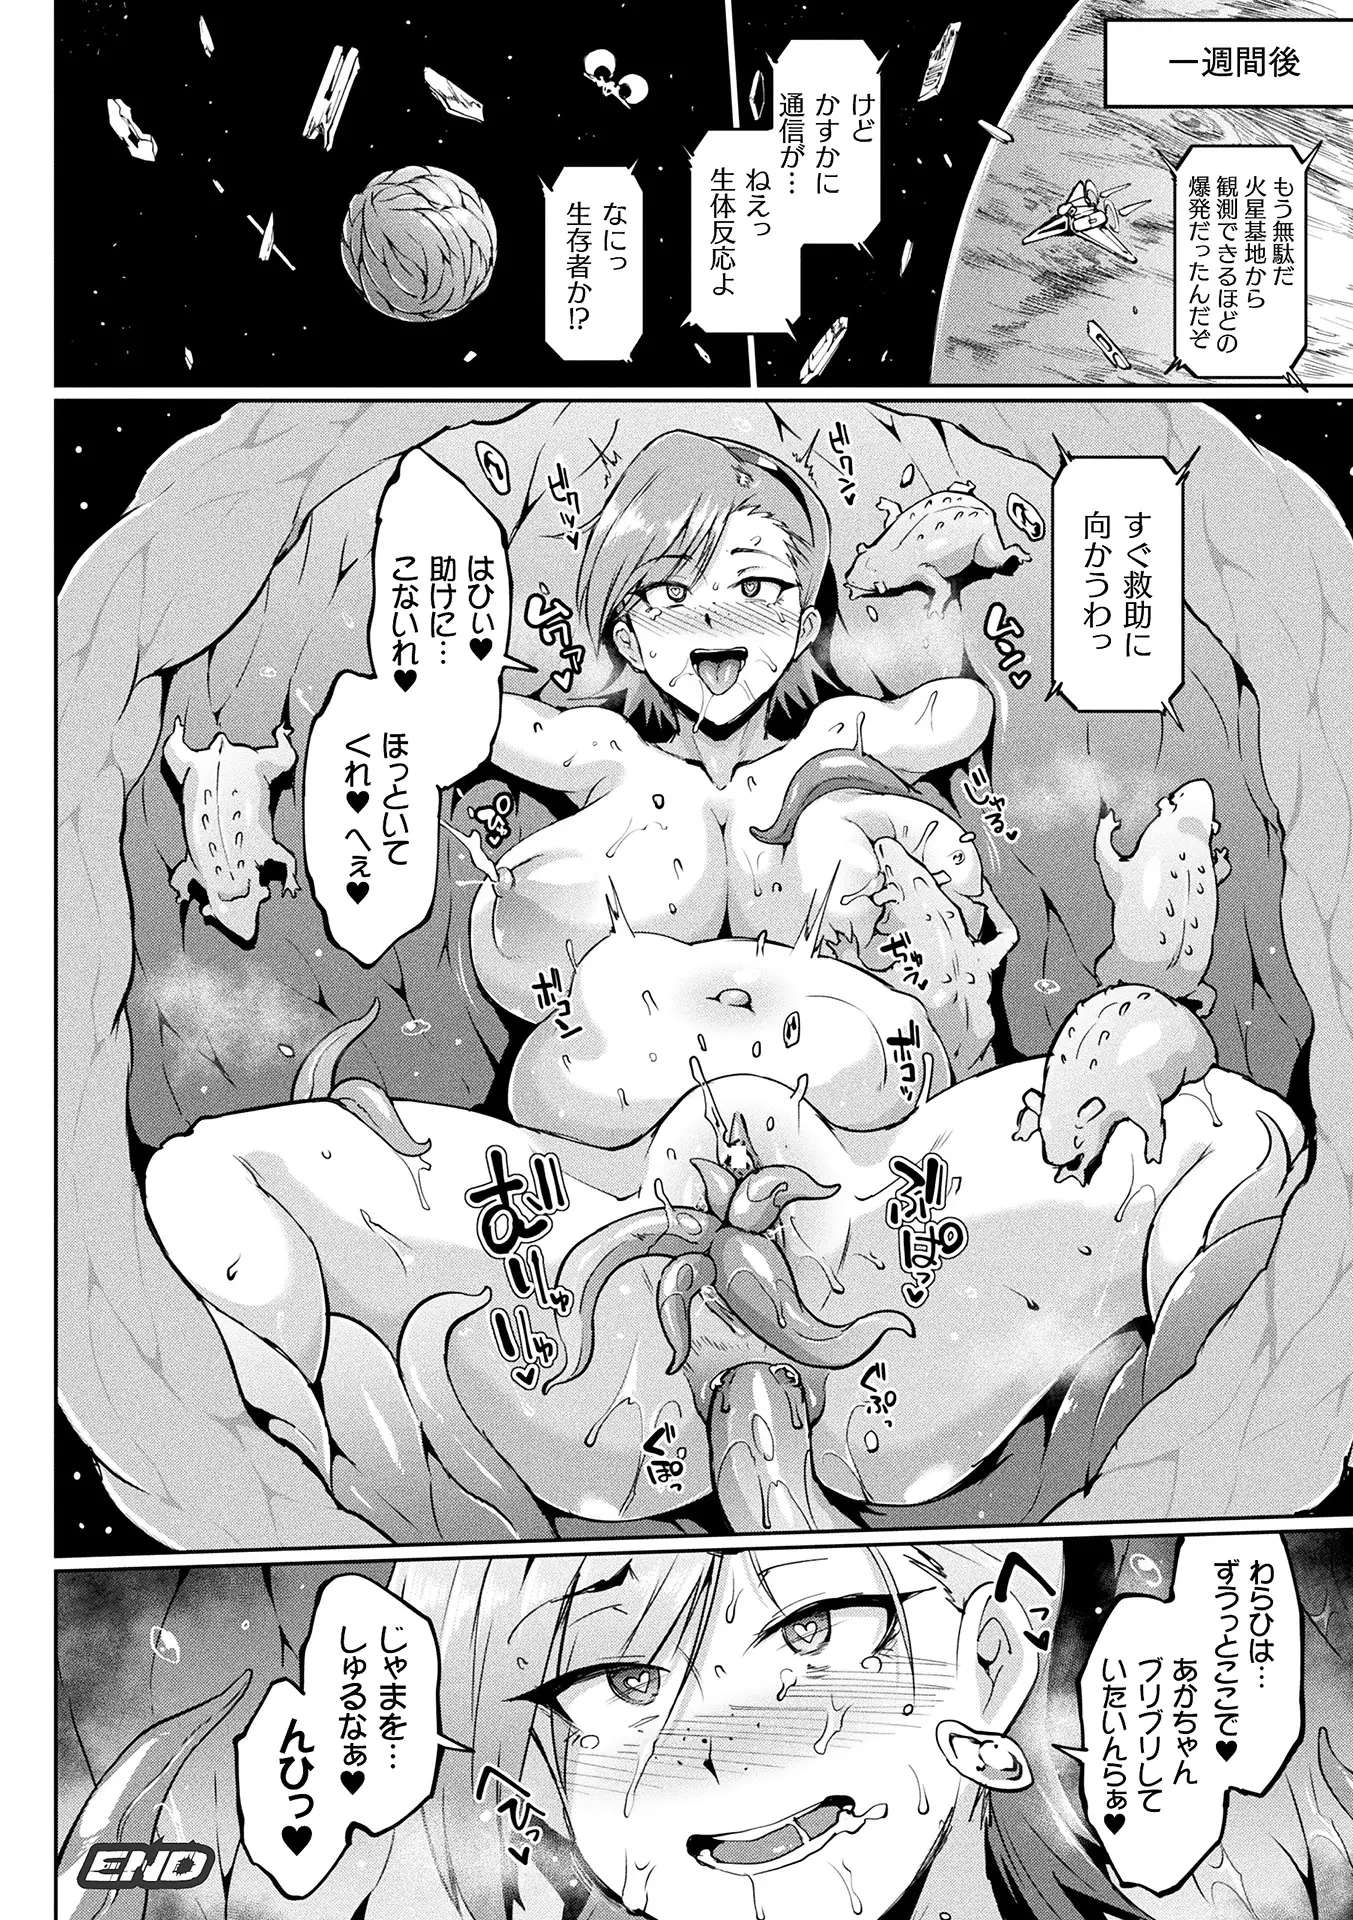 一週間後
もう無駄だ
火星基地から
観測できるほどの
爆発だったんだぞ
けど
かすかに
通信が…
ねえっ
生体反応よ
なにっ
生存者か!?
すぐ救助に
向かうわっ
はひぃ♥
助けに…
こないれ♥
ほっといて
くれ♥へぇ♥
わらひは…
ずうっとここで♥
あかちゃん
ブリブリして
いたいんらぁ♥
じゃまを…
しゅるなぁ♥
んひっ♥
END